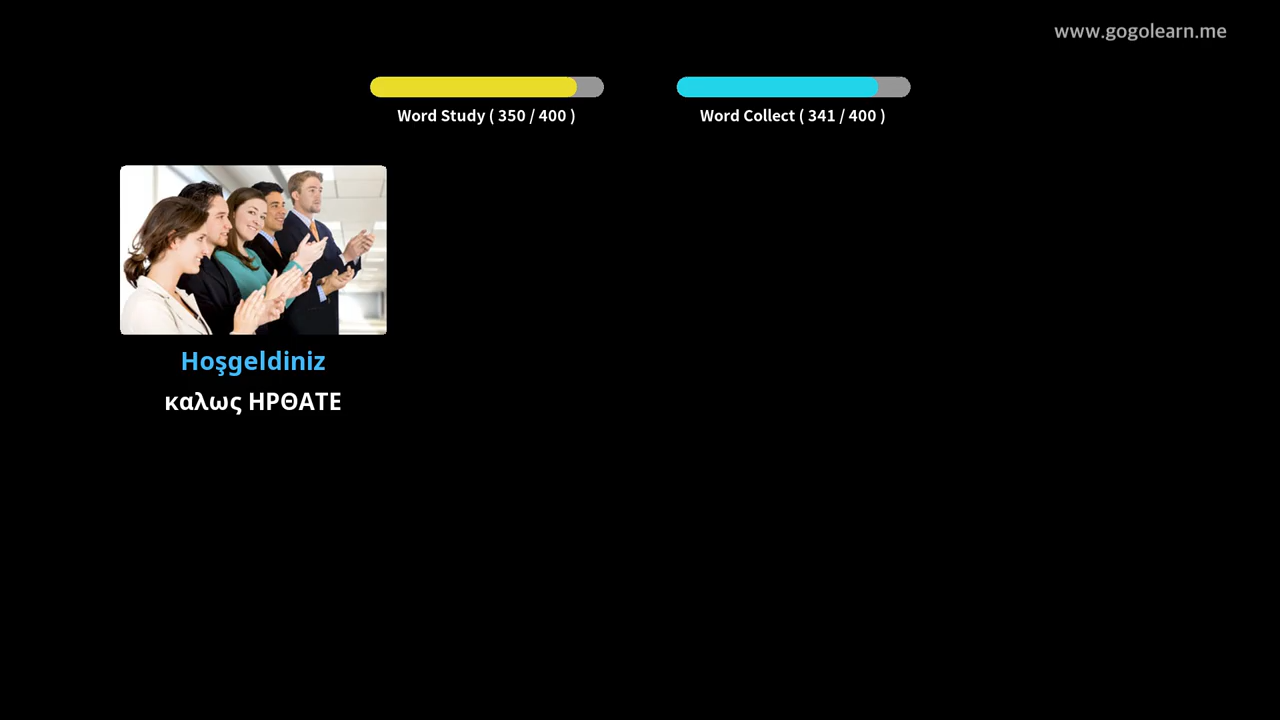 www.gogolearn.me
Word Study ( 350 / 400 )
Word Collect ( 341 / 400 )
Hoşgeldiniz
καλως ΗΡΘΑΤΕ